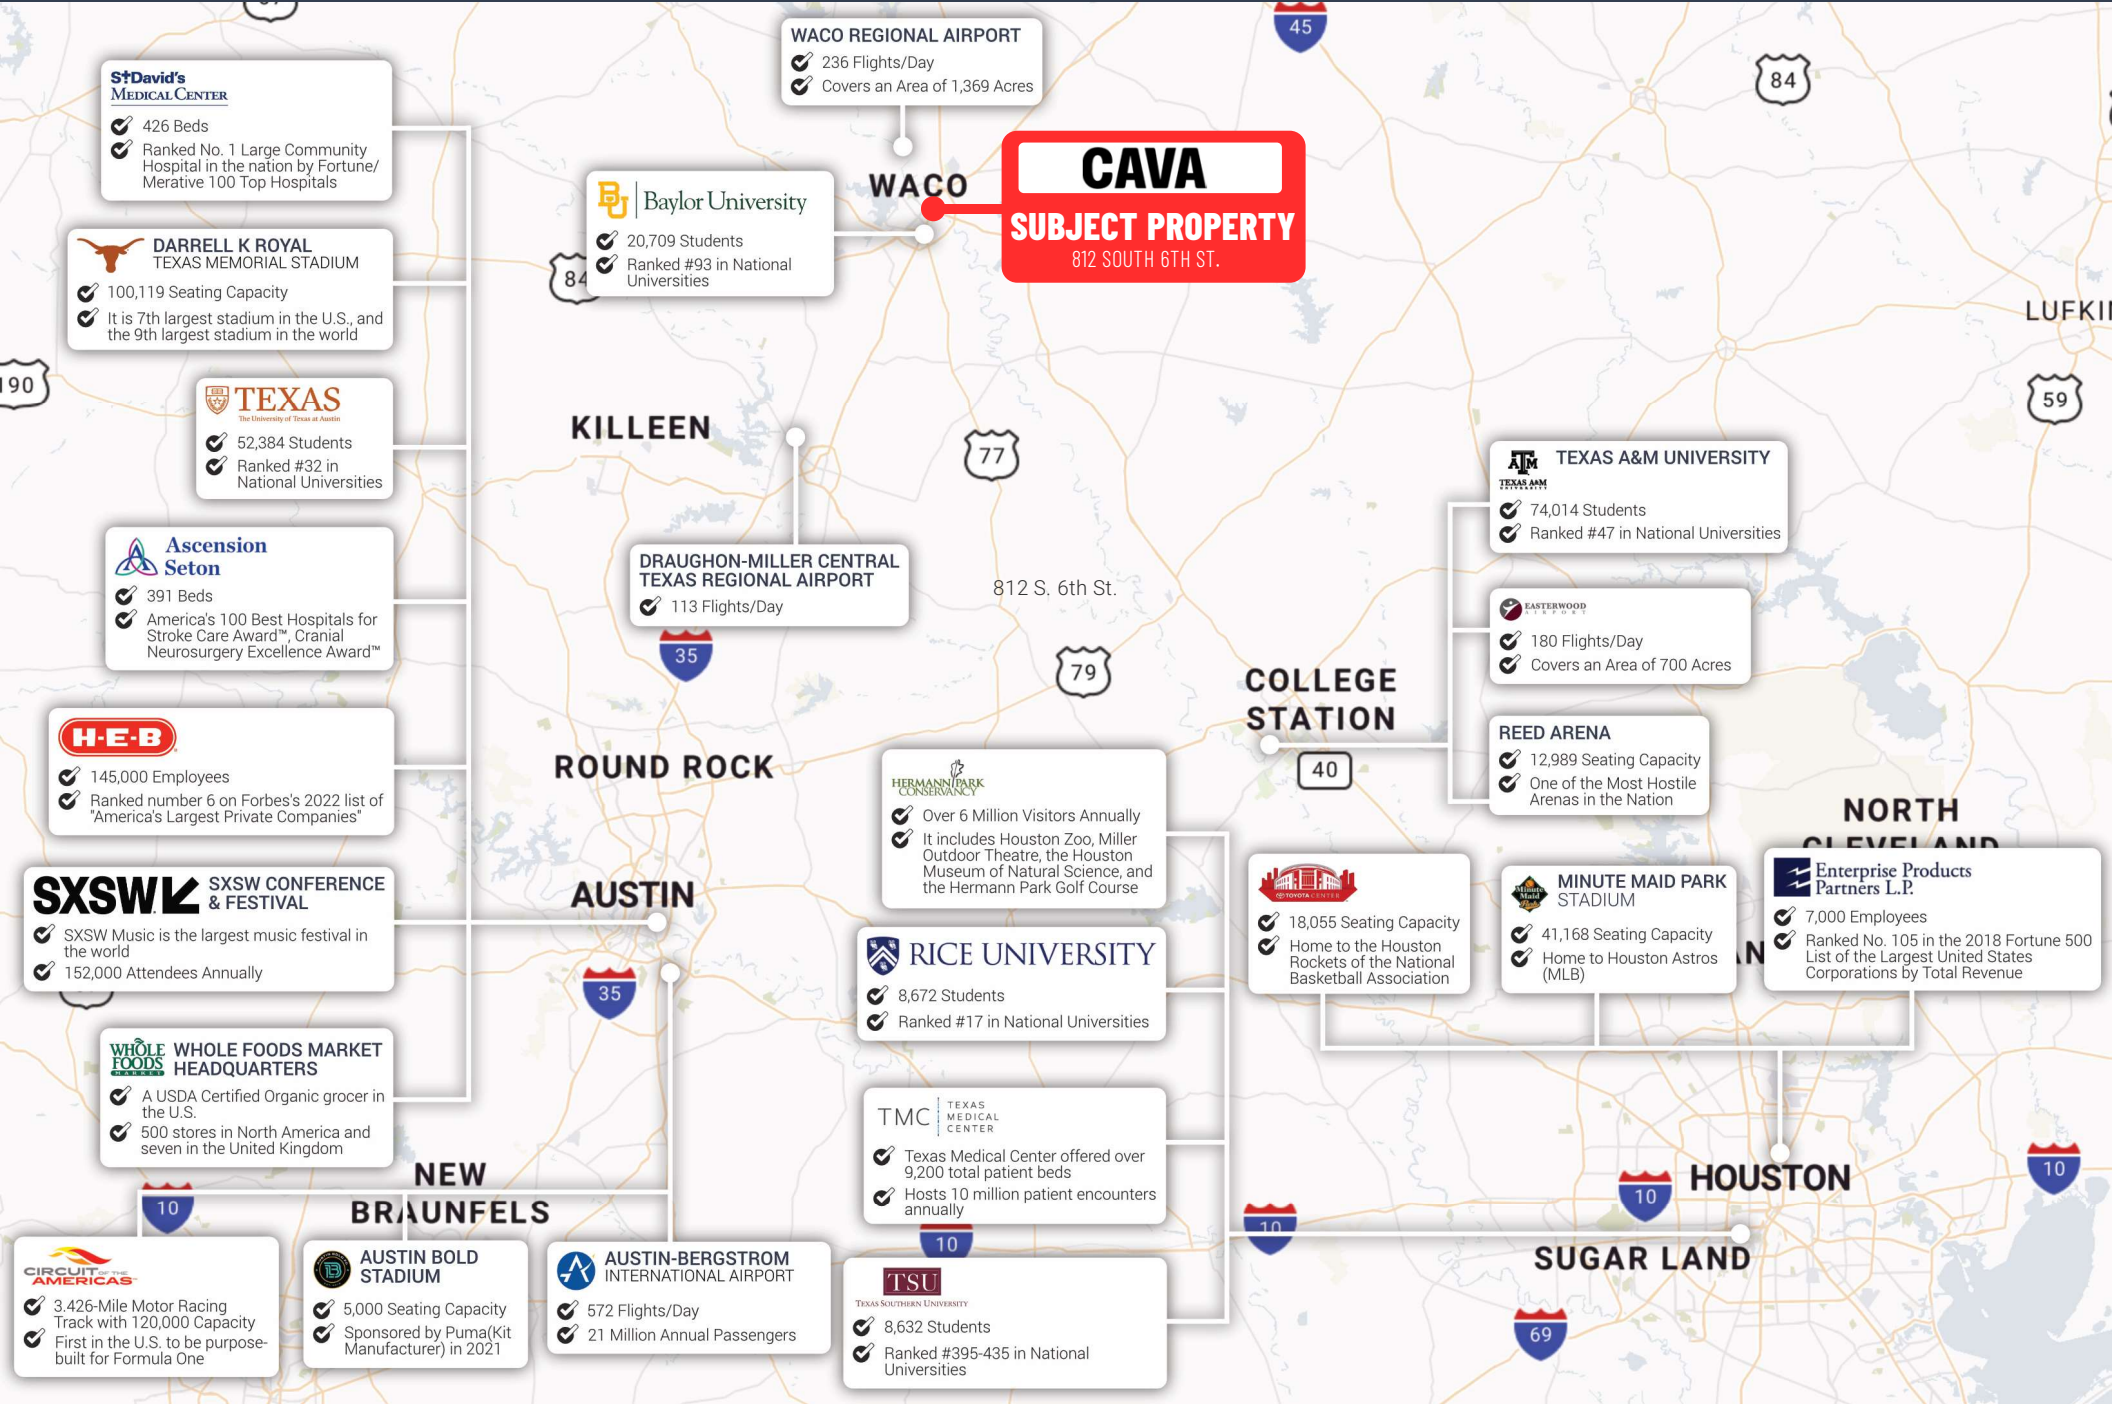 45
84
WACO REGIONAL AIRPORT
236 Flights/Day
Covers an Area of 1,369 Acres
St David's
MEDICAL CENTER
426 Beds
Ranked No. 1 Large Community
Hospital in the nation by Fortune/
Merative 100 Top Hospitals
WACO
CAVA
SUBJECT PROPERTY
812 SOUTH 6TH ST.
BU Baylor University
20,709 Students
Ranked #93 in National
Universities
84
DARRELL K ROYAL
TEXAS MEMORIAL STADIUM
100,119 Seating Capacity
It is 7th largest stadium in the U.S., and
the 9th largest stadium in the world
LUFKI
190
59
TEXAS
The University of Texas at Austin
52,384 Students
Ranked #32 in
National Universities
KILLEEN
77
TEXAS A&M UNIVERSITY
ATM
TEXAS A&M
UNIVERSITY
74,014 Students
Ranked #47 in National Universities
Ascension
Seton
391 Beds
America's 100 Best Hospitals for
Stroke Care Award™, Cranial
Neurosurgery Excellence Award™
DRAUGHON-MILLER CENTRAL
TEXAS REGIONAL AIRPORT
113 Flights/Day
35
812 S. 6th St.
79
EASTERWOOD
AIRPORT
180 Flights/Day
Covers an Area of 700 Acres
COLLEGE
STATION
40
REED ARENA
12,989 Seating Capacity
One of the Most Hostile
Arenas in the Nation
H-E-B
145,000 Employees
Ranked number 6 on Forbes's 2022 list of
"America's Largest Private Companies"
ROUND ROCK
HERMANN PARK
CONSERVANCY
Over 6 Million Visitors Annually
It includes Houston Zoo, Miller
Outdoor Theatre, the Houston
Museum of Natural Science, and
the Hermann Park Golf Course
NORTH
CLEVELAND
SXSW
SXSW CONFERENCE
& FESTIVAL
SXSW Music is the largest music festival in
the world
152,000 Attendees Annually
AUSTIN
35
TOYOTA CENTER
18,055 Seating Capacity
Home to the Houston
Rockets of the National
Basketball Association
Minute
Maid
Park
MINUTE MAID PARK
STADIUM
41,168 Seating Capacity
Home to Houston Astros
(MLB)
Enterprise Products
Partners L.P.
7,000 Employees
Ranked No. 105 in the 2018 Fortune 500
List of the Largest United States
Corporations by Total Revenue
RICE UNIVERSITY
8,672 Students
Ranked #17 in National Universities
WHOLE
FOODS
MARKET
WHOLE FOODS MARKET
HEADQUARTERS
A USDA Certified Organic grocer in
the U.S.
500 stores in North America and
seven in the United Kingdom
TMC
TEXAS
MEDICAL
CENTER
Texas Medical Center offered over
9,200 total patient beds
Hosts 10 million patient encounters
annually
NEW
BRAUNFELS
10
10
10
10
10
HOUSTON
SUGAR LAND
69
CIRCUIT OF THE
AMERICAS
3.426-Mile Motor Racing
Track with 120,000 Capacity
First in the U.S. to be purpose-
built for Formula One
AUSTIN BOLD
STADIUM
5,000 Seating Capacity
Sponsored by Puma(Kit
Manufacturer) in 2021
AUSTIN-BERGSTROM
INTERNATIONAL AIRPORT
572 Flights/Day
21 Million Annual Passengers
TSU
TEXAS SOUTHERN UNIVERSITY
8,632 Students
Ranked #395-435 in National
Universities